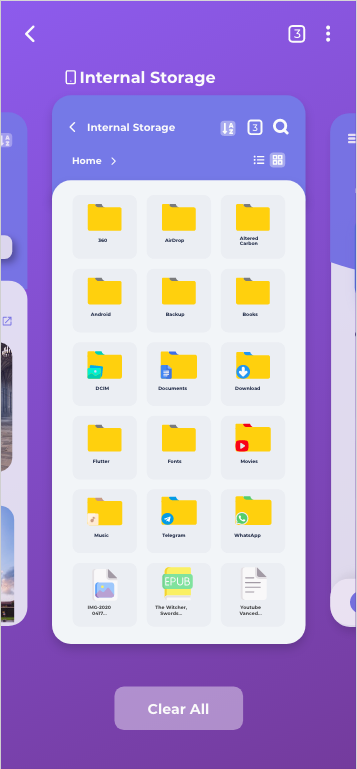 3
Internal Storage
Internal Storage
A
Z
3
Home
360
AirDrop
Altered
Carbon
Android
Backup
Books
DCIM
Documents
Download
Flutter
Fonts
Movies
Music
Telegram
WhatsApp
EPUB
IMG-2020
0417...
The Witcher,
Swords...
Youtube
Vanced...
Clear All